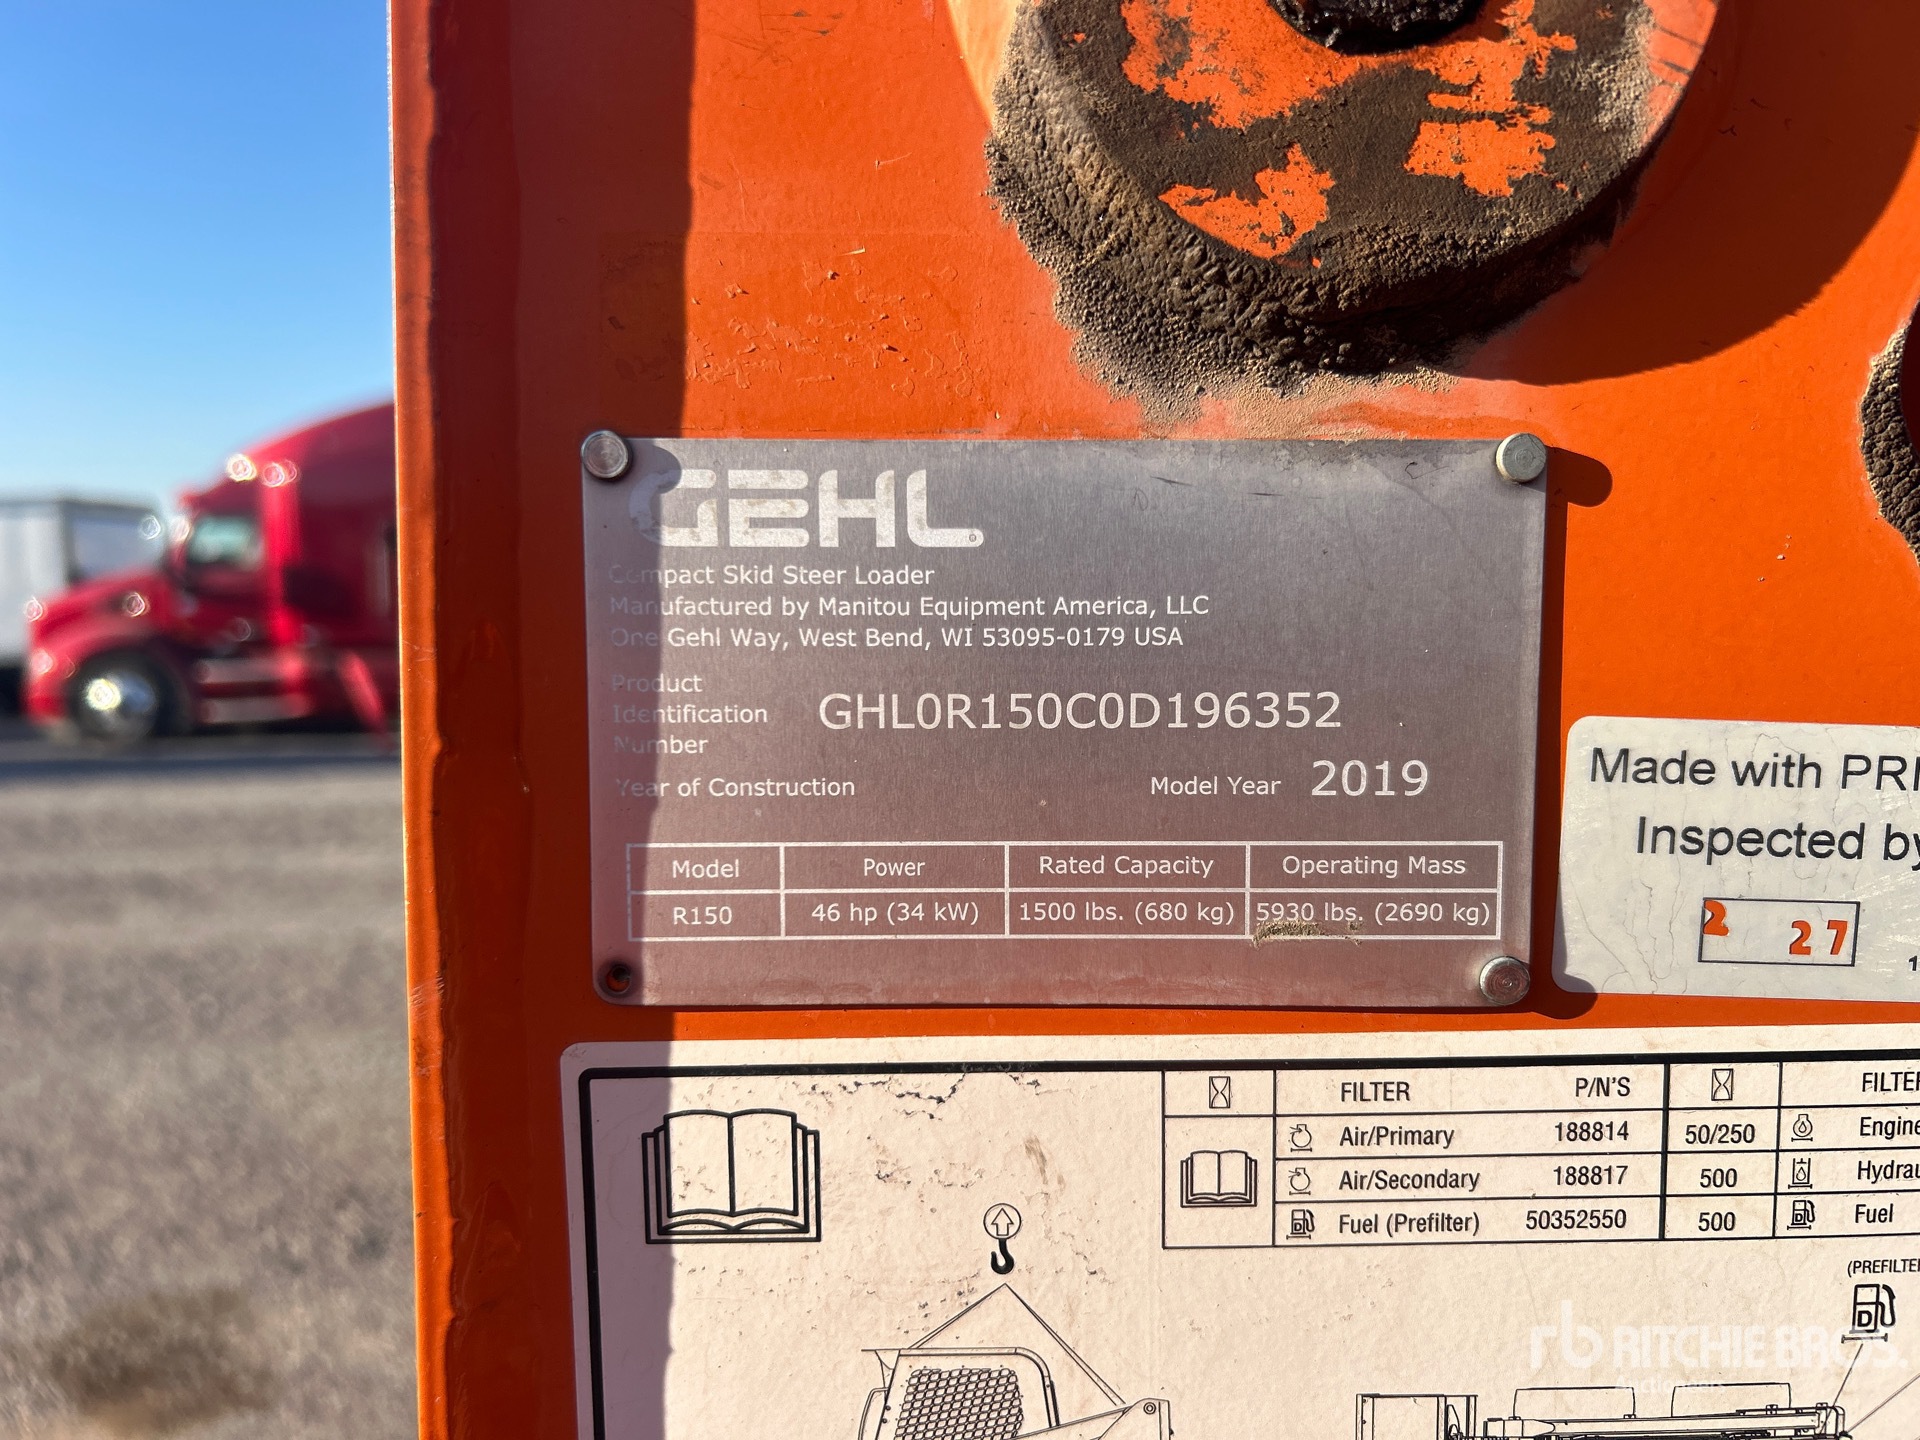 GEHL®
Compact Skid Steer Loader
Manufactured by Manitou Equipment America, LLC
One Gehl Way, West Bend, WI 53095-0179 USA
Product
Identification
Number
GHL0R150C0D196352
Year of Construction
Model Year 2019
Model Power Rated Capacity Operating Mass
R150 46 hp (34 kW) 1500 lbs. (680 kg) 5930 lbs. (2690 kg)
Made with
Inspected by
2 27
FILTER P/N'S
Air/Primary 188814 50/250
Air/Secondary 188817 500
Fuel (Prefilter) 50352550 500 Fuel
D
rb RITCHIE BROS.
Auctioneers